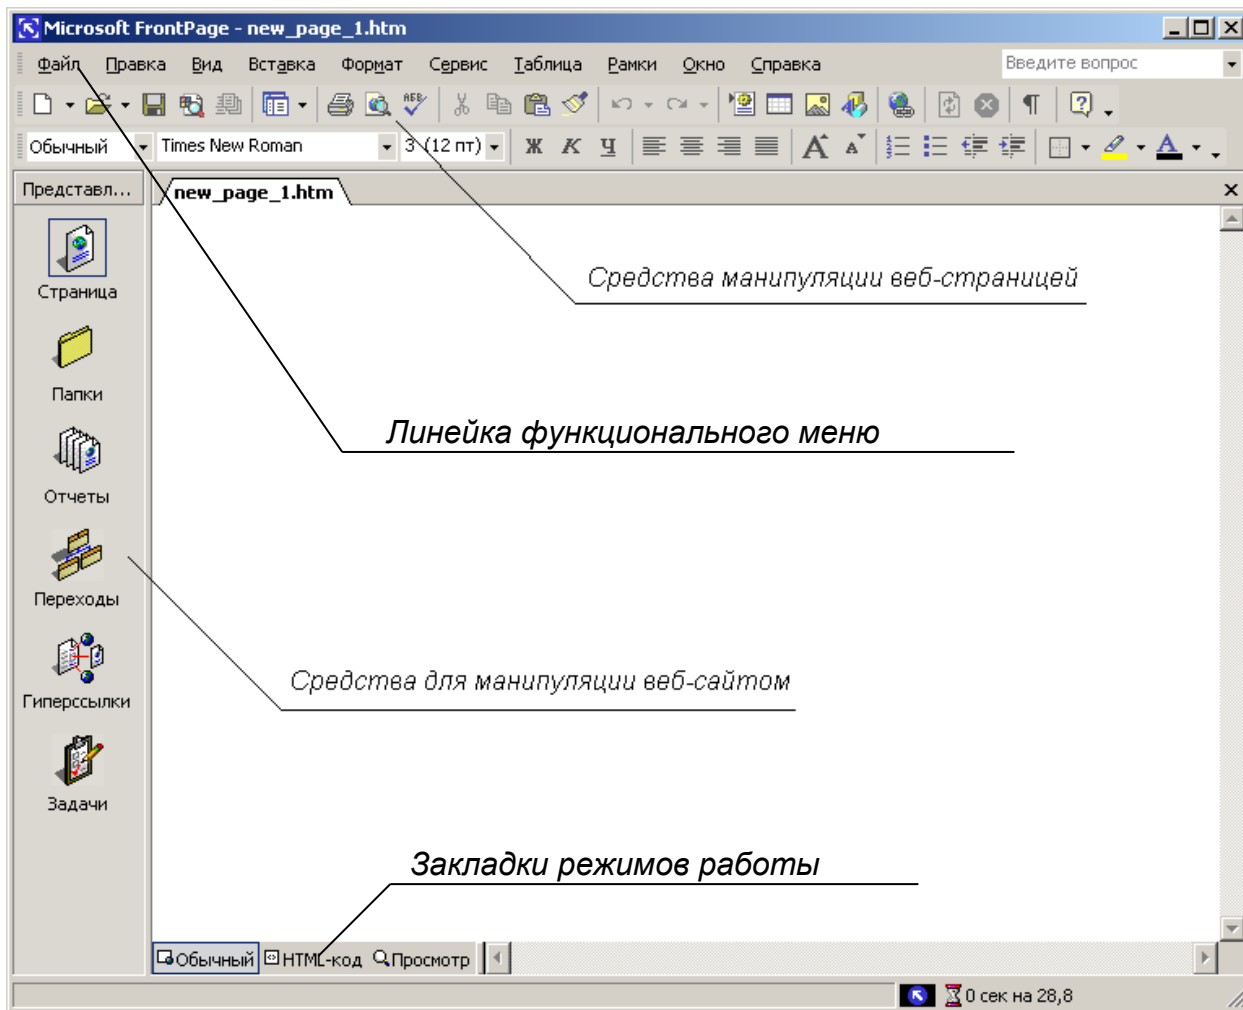 Microsoft FrontPage - new_page_1.htm
Файл Правка Вид Вставка Формат Сервис Таблица Рамки Окно Справка Введите вопрос
АБВ
Обычный Times New Roman 3 (12 пт) Ж К Ч A A A
Представл... new_page_1.htm
Страница
Средства манипуляции веб-страницей
Папки
Линейка функционального меню
Отчеты
Переходы
Средства для манипуляции веб-сайтом
Гиперссылки
Задачи
Закладки режимов работы
Обычный HTML-код Просмотр
0 сек на 28,8